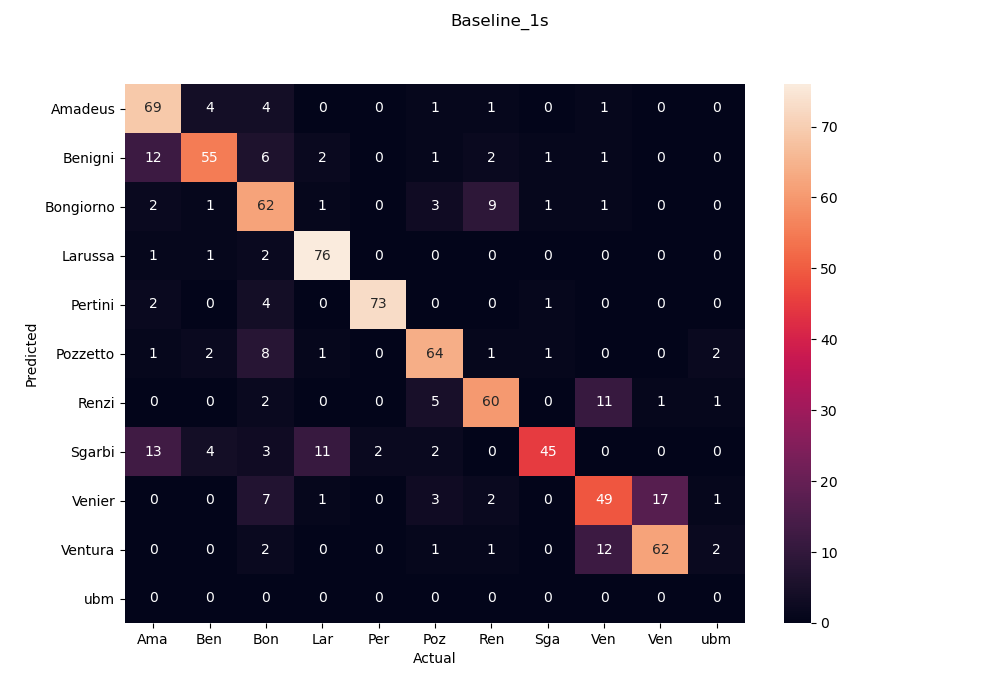 Baseline_1s
Amadeus 69 4 4 0 0 1 1 0 1 0 0
Benigni 12 55 6 2 0 1 2 1 1 0 0
Bongiorno 2 1 62 1 0 3 9 1 1 0 0
Larussa 1 1 2 76 0 0 0 0 0 0 0
Pertini 2 0 4 0 73 0 0 1 0 0 0
Pozzetto 1 2 8 1 0 64 1 1 0 0 2
Renzi 0 0 2 0 0 5 60 0 11 1 1
Sgarbi 13 4 3 11 2 2 0 45 0 0 0
Venier 0 0 7 1 0 3 2 0 49 17 1
Ventura 0 0 2 0 0 1 1 0 12 62 2
ubm 0 0 0 0 0 0 0 0 0 0 0
Ama Ben Bon Lar Per Poz Ren Sga Ven Ven ubm
Actual
Predicted
70
60
50
40
30
20
10
0